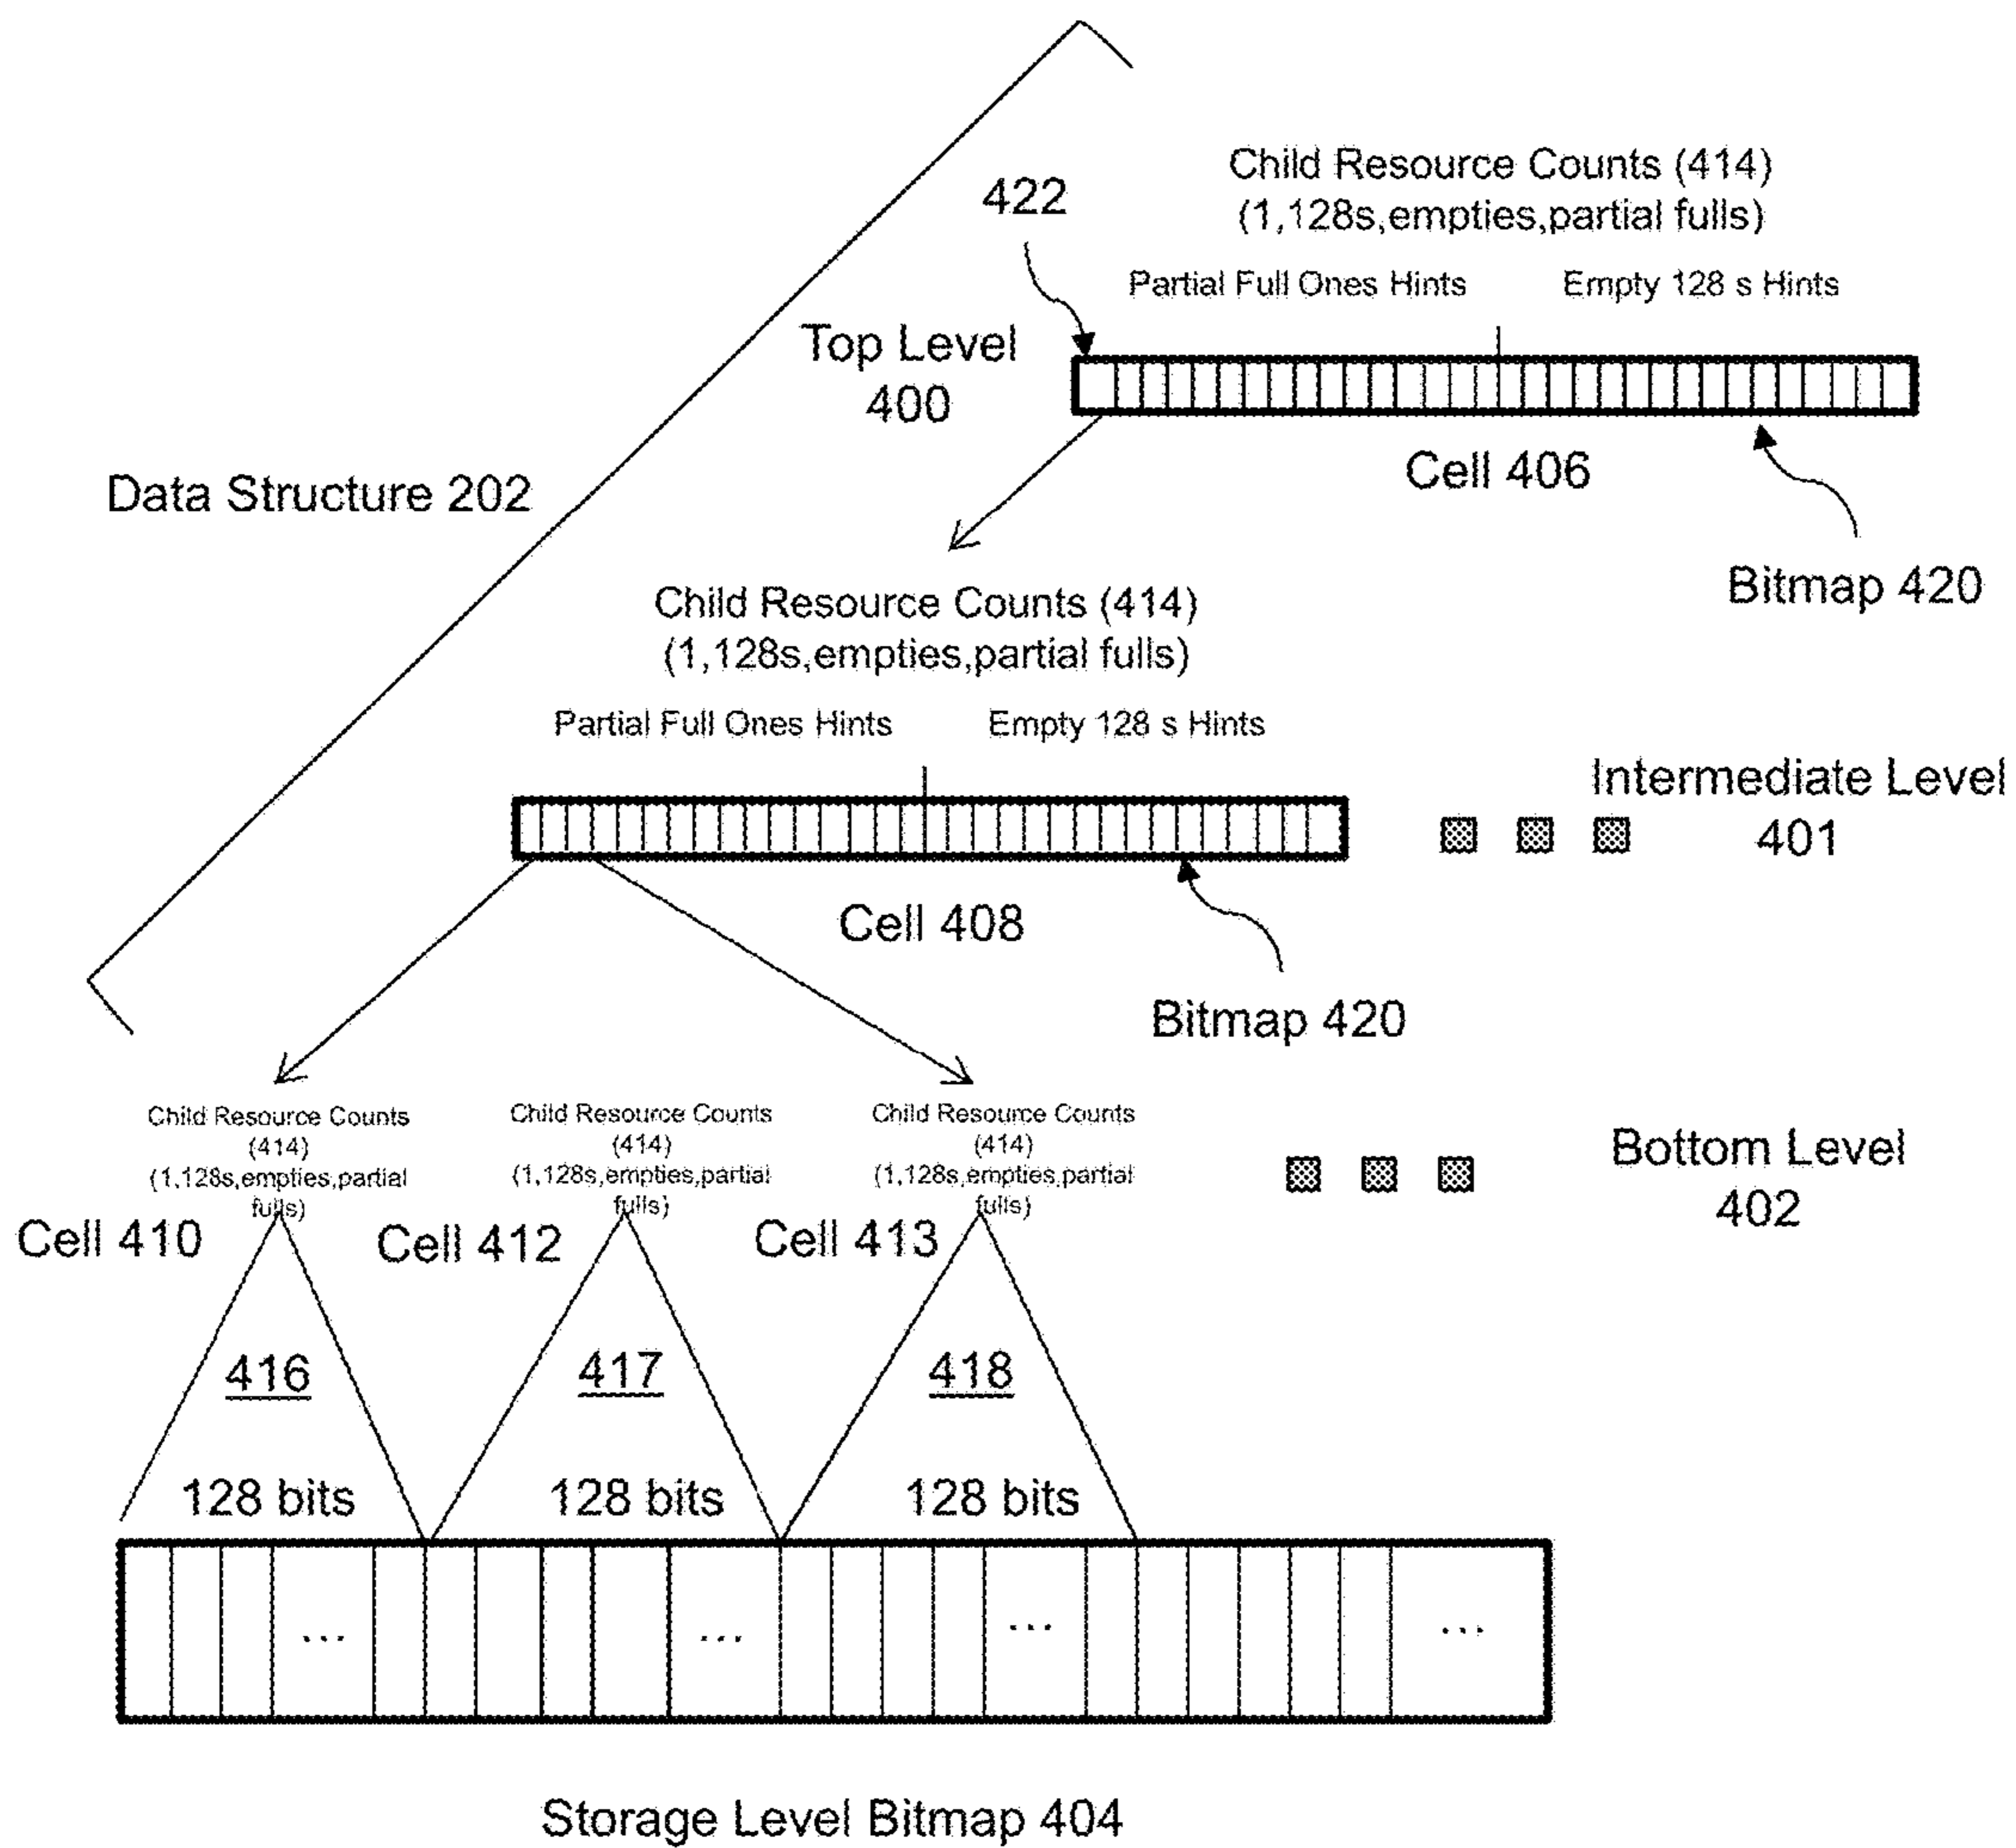 Child Resource Counts (414)
(1,128s,empties,partial fulls)
422
Partial Full Ones Hints
Empty 128 s Hints
Top Level
400
Cell 406
Data Structure 202
Bitmap 420
Child Resource Counts (414)
(1,128s,empties,partial fulls)
Partial Full Ones Hints
Empty 128 s Hints
Intermediate Level
401
Cell 408
Bitmap 420
Child Resource Counts
(414)
(1,128s,empties,partial
fulls)
Child Resource Counts
(414)
(1,128s,empties,partial
fulls)
Child Resource Counts
(414)
(1,128s,empties,partial
fulls)
Bottom Level
402
Cell 410
Cell 412
Cell 413
416
417
418
128 bits
128 bits
128 bits
...
...
...
...
Storage Level Bitmap 404